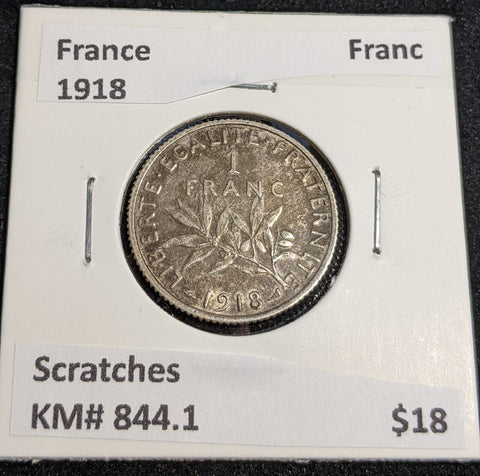 France Franc
1918
LIBERTE·EGALITE·FRATERNITE
1
FRANC
1918
Scratches
KM# 844.1 $18